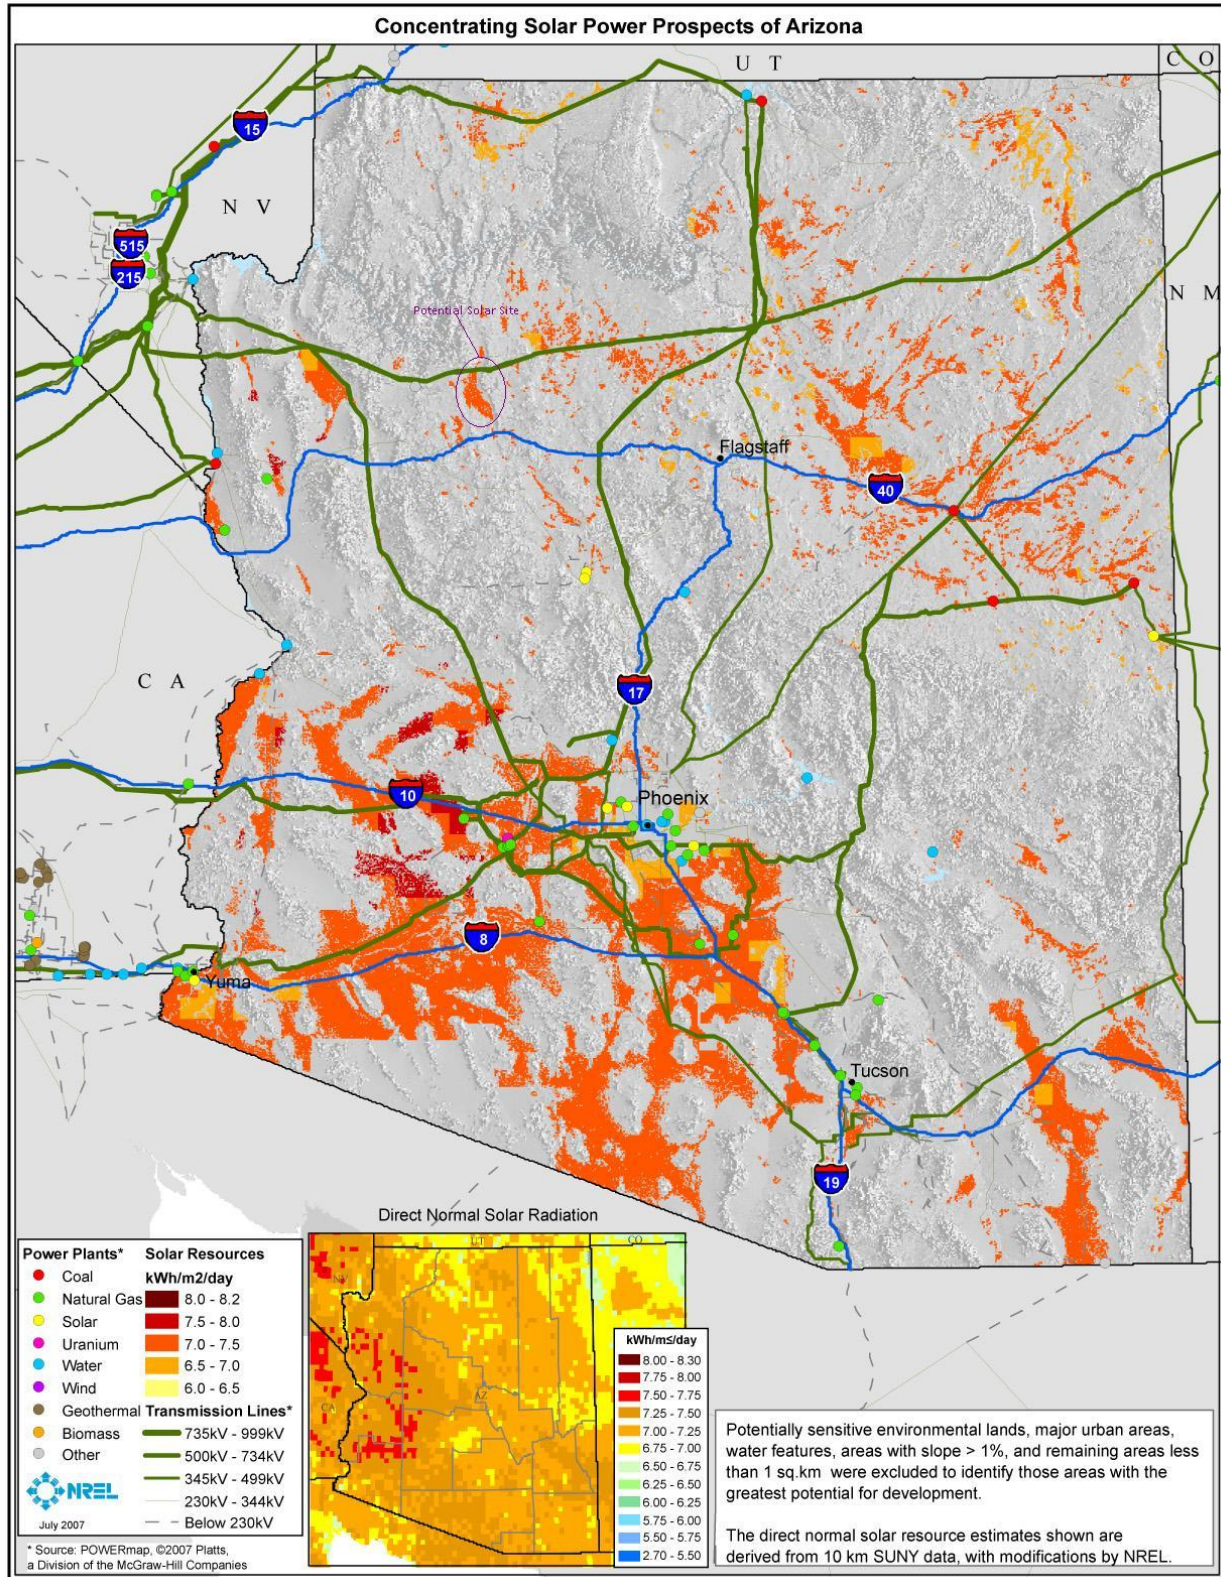 Concentrating Solar Power Prospects of Arizona
U T
C O
15
N V
515
215
N M
Potential Solar Site
Flagstaff
40
C A
17
10
Phoenix
8
Yuma
Tucson
19
Direct Normal Solar Radiation
Power Plants*
Coal
Natural Gas
Solar
Uranium
Water
Wind
Geothermal
Biomass
Other
NREL
July 2007
Solar Resources
kWh/m2/day
8.0 - 8.2
7.5 - 8.0
7.0 - 7.5
6.5 - 7.0
6.0 - 6.5
Transmission Lines*
735kV - 999kV
500kV - 734kV
345kV - 499kV
230kV - 344kV
Below 230kV
* Source: POWERmap, ©2007 Platts,
a Division of the McGraw-Hill Companies
UT
CO
NV
CA
AZ
kWh/m≤/day
8.00 - 8.30
7.75 - 8.00
7.50 - 7.75
7.25 - 7.50
7.00 - 7.25
6.75 - 7.00
6.50 - 6.75
6.25 - 6.50
6.00 - 6.25
5.75 - 6.00
5.50 - 5.75
2.70 - 5.50
Potentially sensitive environmental lands, major urban areas,
water features, areas with slope > 1%, and remaining areas less
than 1 sq.km were excluded to identify those areas with the
greatest potential for development.
The direct normal solar resource estimates shown are
derived from 10 km SUNY data, with modifications by NREL.